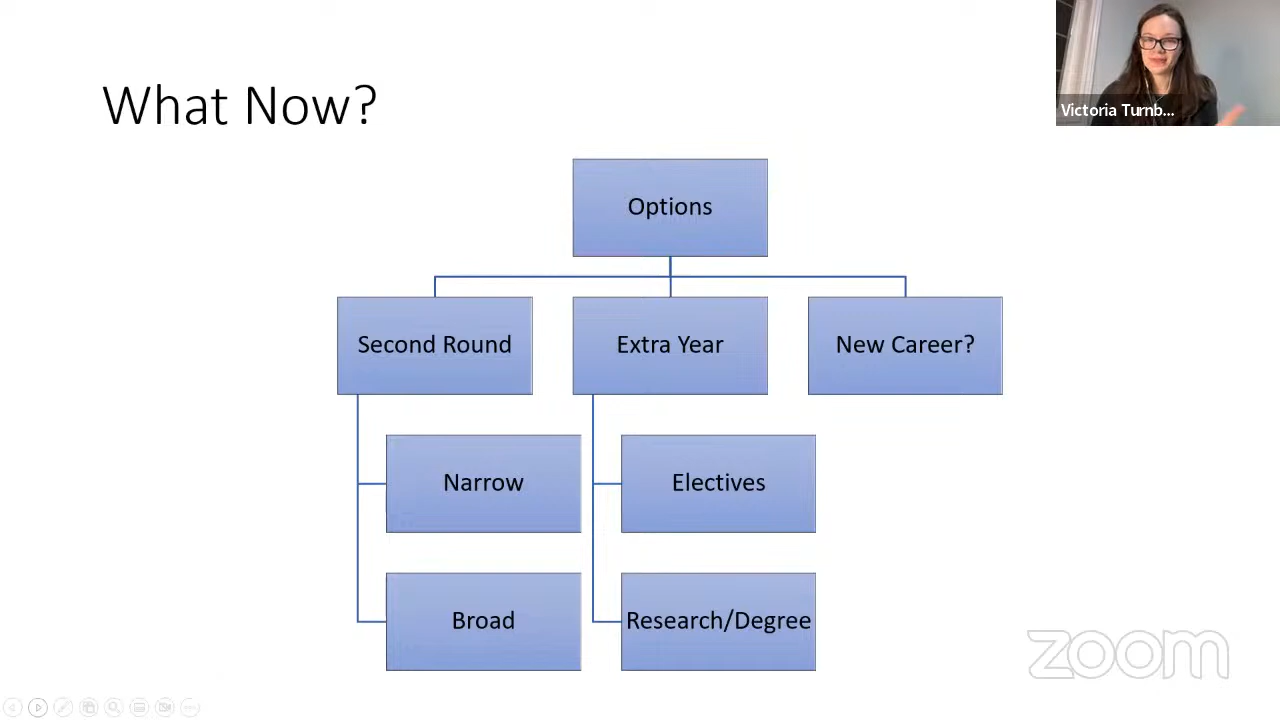 What Now?
Victoria Turnb...
Options
Second Round
Extra Year
New Career?
Narrow
Electives
Broad
Research/Degree
zoom